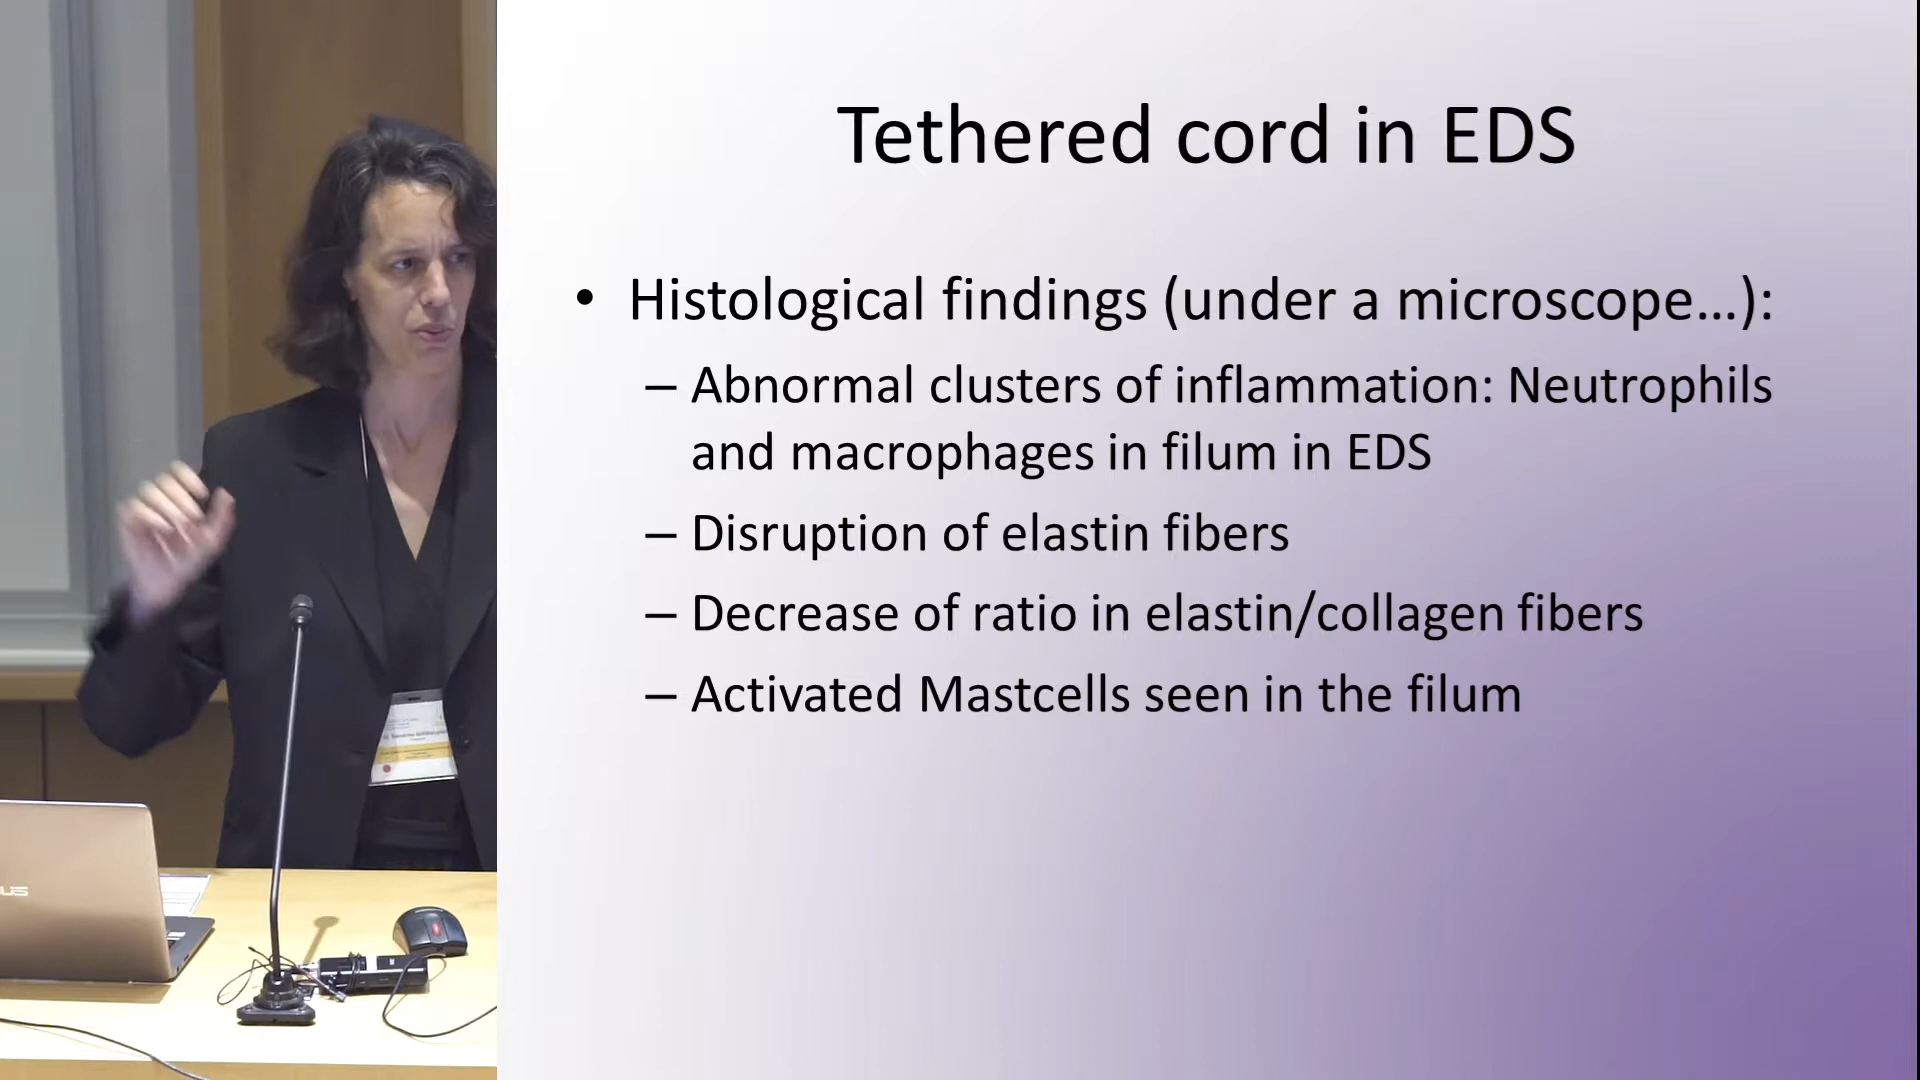 Tethered cord in EDS
• Histological findings (under a microscope...):
– Abnormal clusters of inflammation: Neutrophils
and macrophages in filum in EDS
– Disruption of elastin fibers
– Decrease of ratio in elastin/collagen fibers
– Activated Mastcells seen in the filum